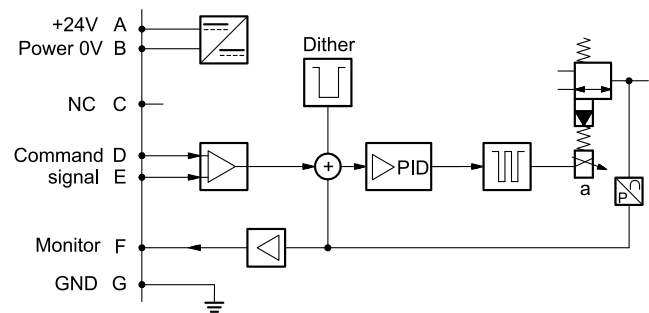 +24V A
Power 0V B
Dither
NC C
Command D
signal E
PID
a
P
Monitor F
GND G